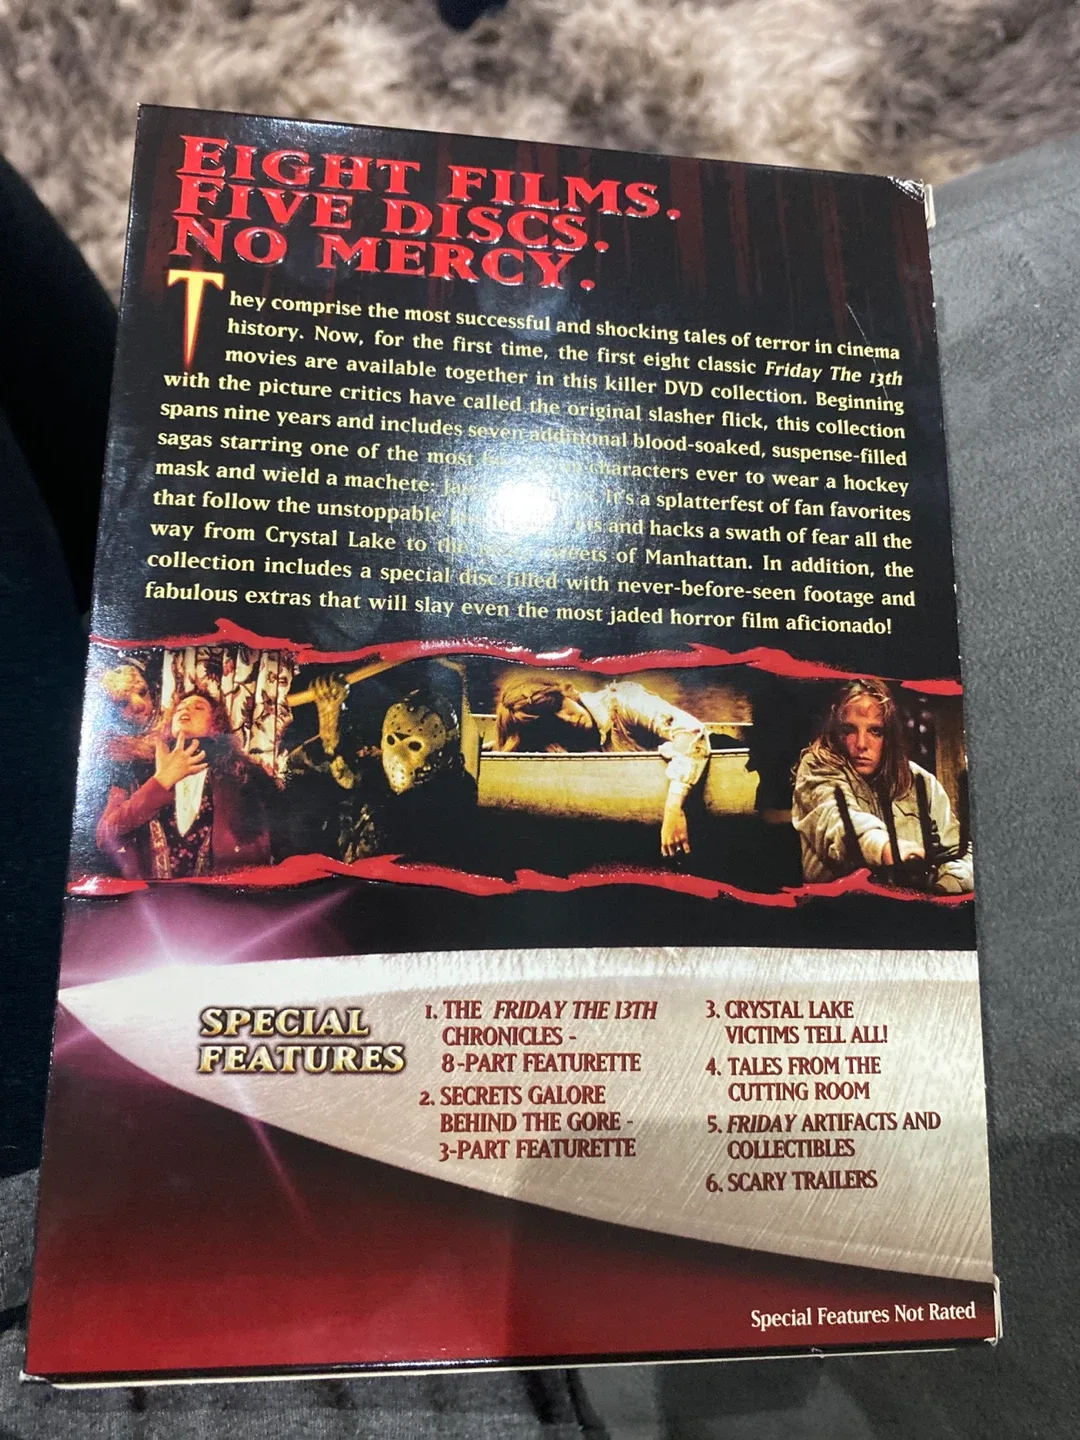 EIGHT FILMS.
FIVE DISCS.
NO MERCY.
They comprise the most successful and shocking tales of terror in cinema
history. Now, for the first time, the first eight classic Friday The 13th
movies are available together in this killer DVD collection. Beginning
with the picture critics have called the original slasher flick, this collection
spans nine years and includes seven additional blood-soaked, suspense-filled
sagas starring one of the most characters ever to wear a hockey
mask and wield a machete: It's a splatterfest of fan favorites
that follow the unstoppable and hacks a swath of fear all the
way from Crystal Lake to the streets of Manhattan. In addition, the
collection includes a special disc filled with never-before-seen footage and
fabulous extras that will slay even the most jaded horror film aficionado!
SPECIAL
FEATURES
1. THE FRIDAY THE 13TH
CHRONICLES -
8-PART FEATURETTE
2. SECRETS GALORE
BEHIND THE GORE -
3-PART FEATURETTE
3. CRYSTAL LAKE
VICTIMS TELL ALL!
4. TALES FROM THE
CUTTING ROOM
5. FRIDAY ARTIFACTS AND
COLLECTIBLES
6. SCARY TRAILERS
Special Features Not Rated